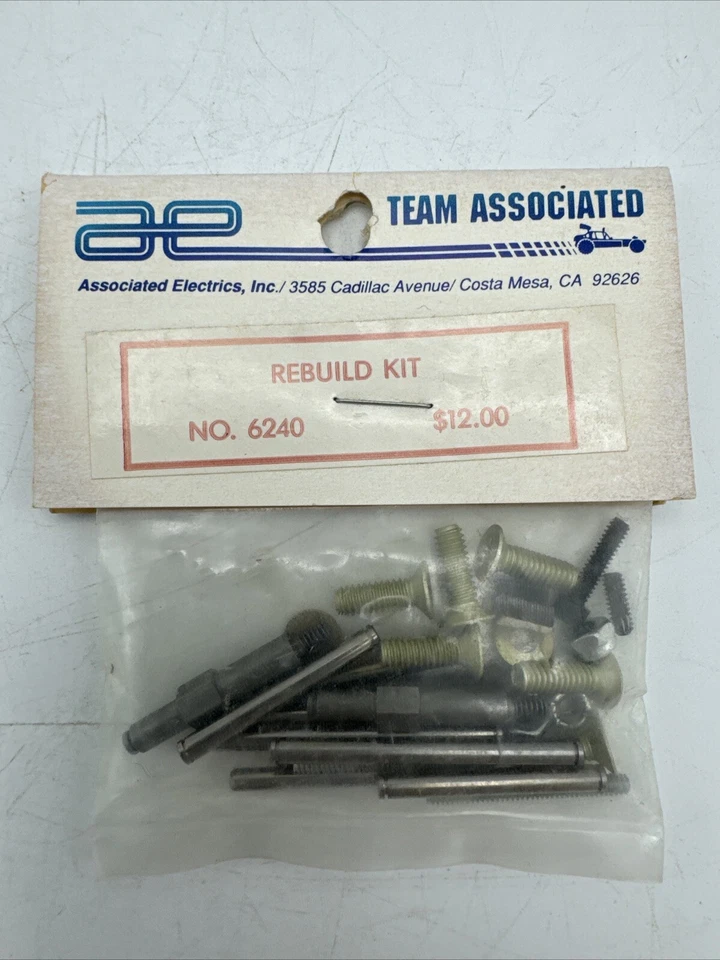 ae TEAM ASSOCIATED
Associated Electrics, Inc./ 3585 Cadillac Avenue/ Costa Mesa, CA 92626
REBUILD KIT
NO. 6240 $12.00